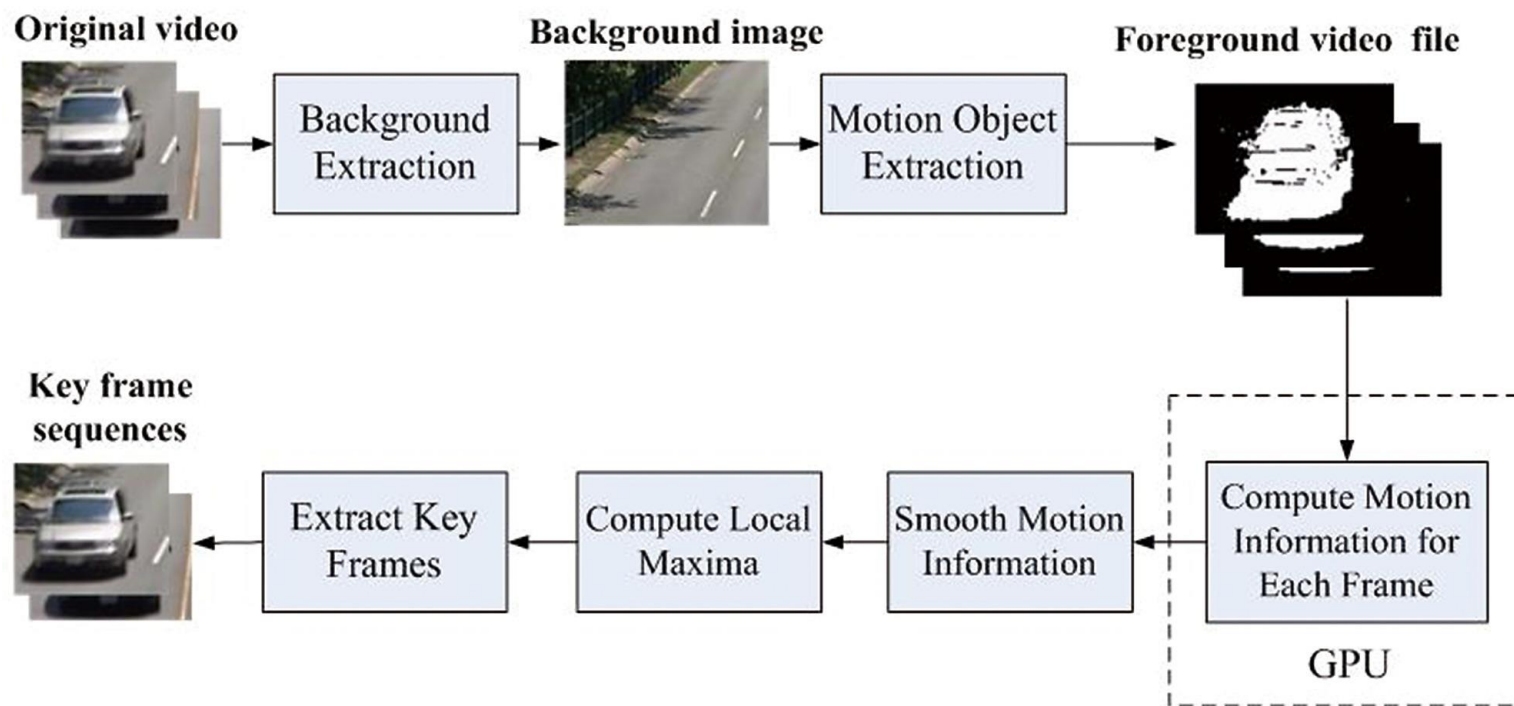 Original video
Background image
Foreground video file
Background
Extraction
Motion Object
Extraction
Key frame
sequences
Extract Key
Frames
Compute Local
Maxima
Smooth Motion
Information
Compute Motion
Information for
Each Frame
GPU